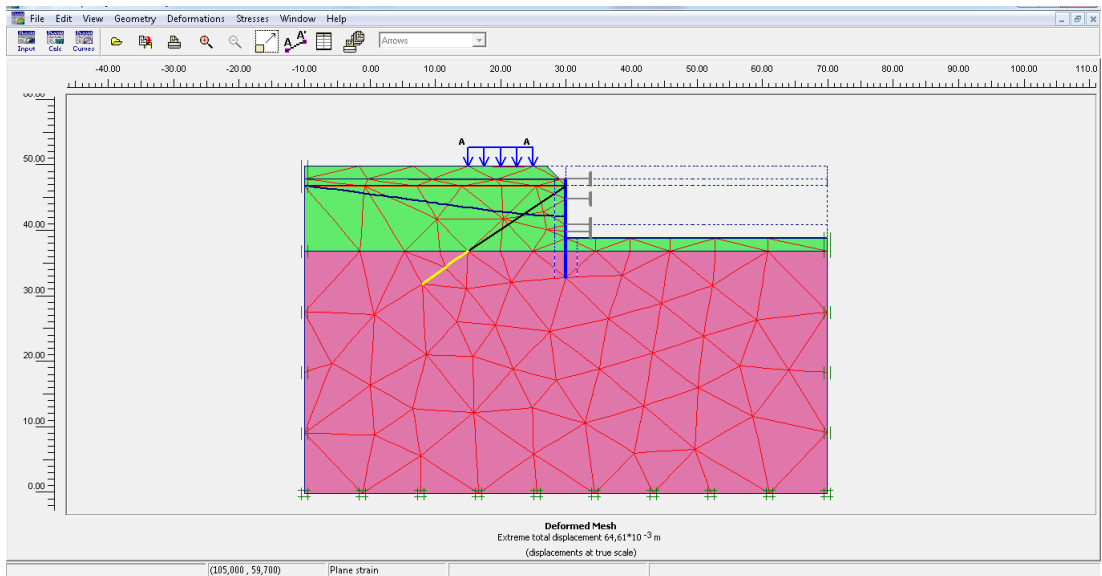 File Edit View Geometry Deformations Stresses Window Help
Input Calc Curves A A' Arrows
-40.00 -30.00 -20.00 -10.00 0.00 10.00 20.00 30.00 40.00 50.00 60.00 70.00 80.00 90.00 100.00 110.0
A A
50.00
40.00
30.00
20.00
10.00
0.00
Deformed Mesh
Extreme total displacement 64,61*10 -3 m
(displacements at true scale)
(105,000 , 59,700) Plane strain